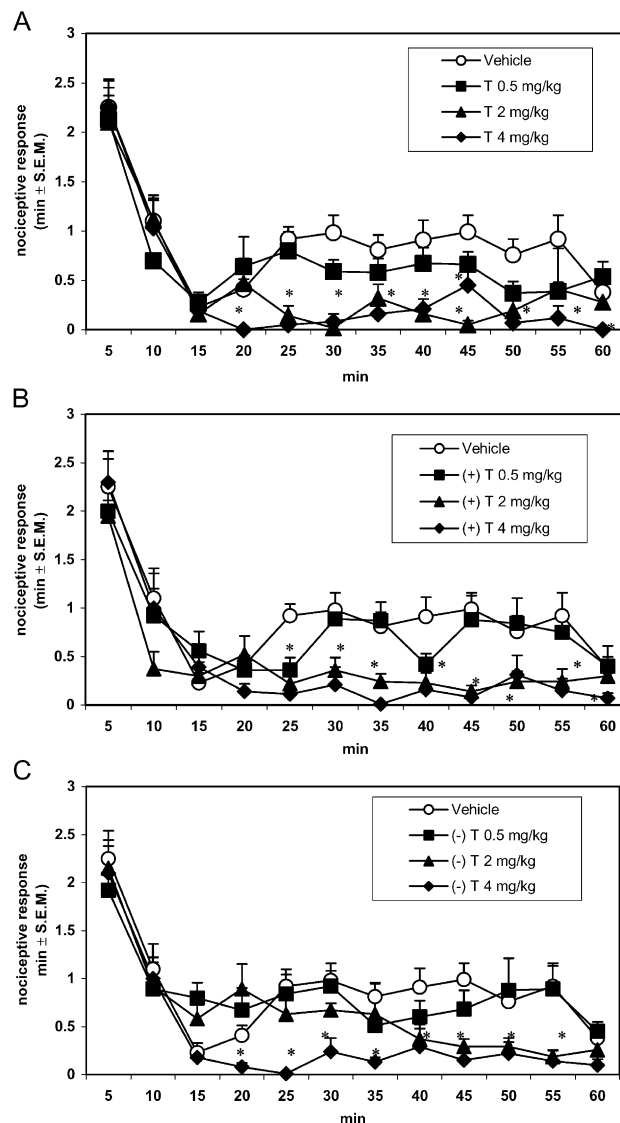 A
nociceptive response
(min ± S.E.M.)
3
2.5
2
1.5
1
0.5
0
Vehicle
T 0.5 mg/kg
T 2 mg/kg
T 4 mg/kg
* * * * * * * * * *
5 10 15 20 25 30 35 40 45 50 55 60
min
B
nociceptive response
(min ± S.E.M.)
3
2.5
2
1.5
1
0.5
0
Vehicle
(+) T 0.5 mg/kg
(+) T 2 mg/kg
(+) T 4 mg/kg
* * * * * * * *
5 10 15 20 25 30 35 40 45 50 55 60
min
C
nociceptive response
min ± S.E.M.)
3
2.5
2
1.5
1
0.5
0
Vehicle
(-) T 0.5 mg/kg
(-) T 2 mg/kg
(-) T 4 mg/kg
* * * * * * * *
5 10 15 20 25 30 35 40 45 50 55 60
min